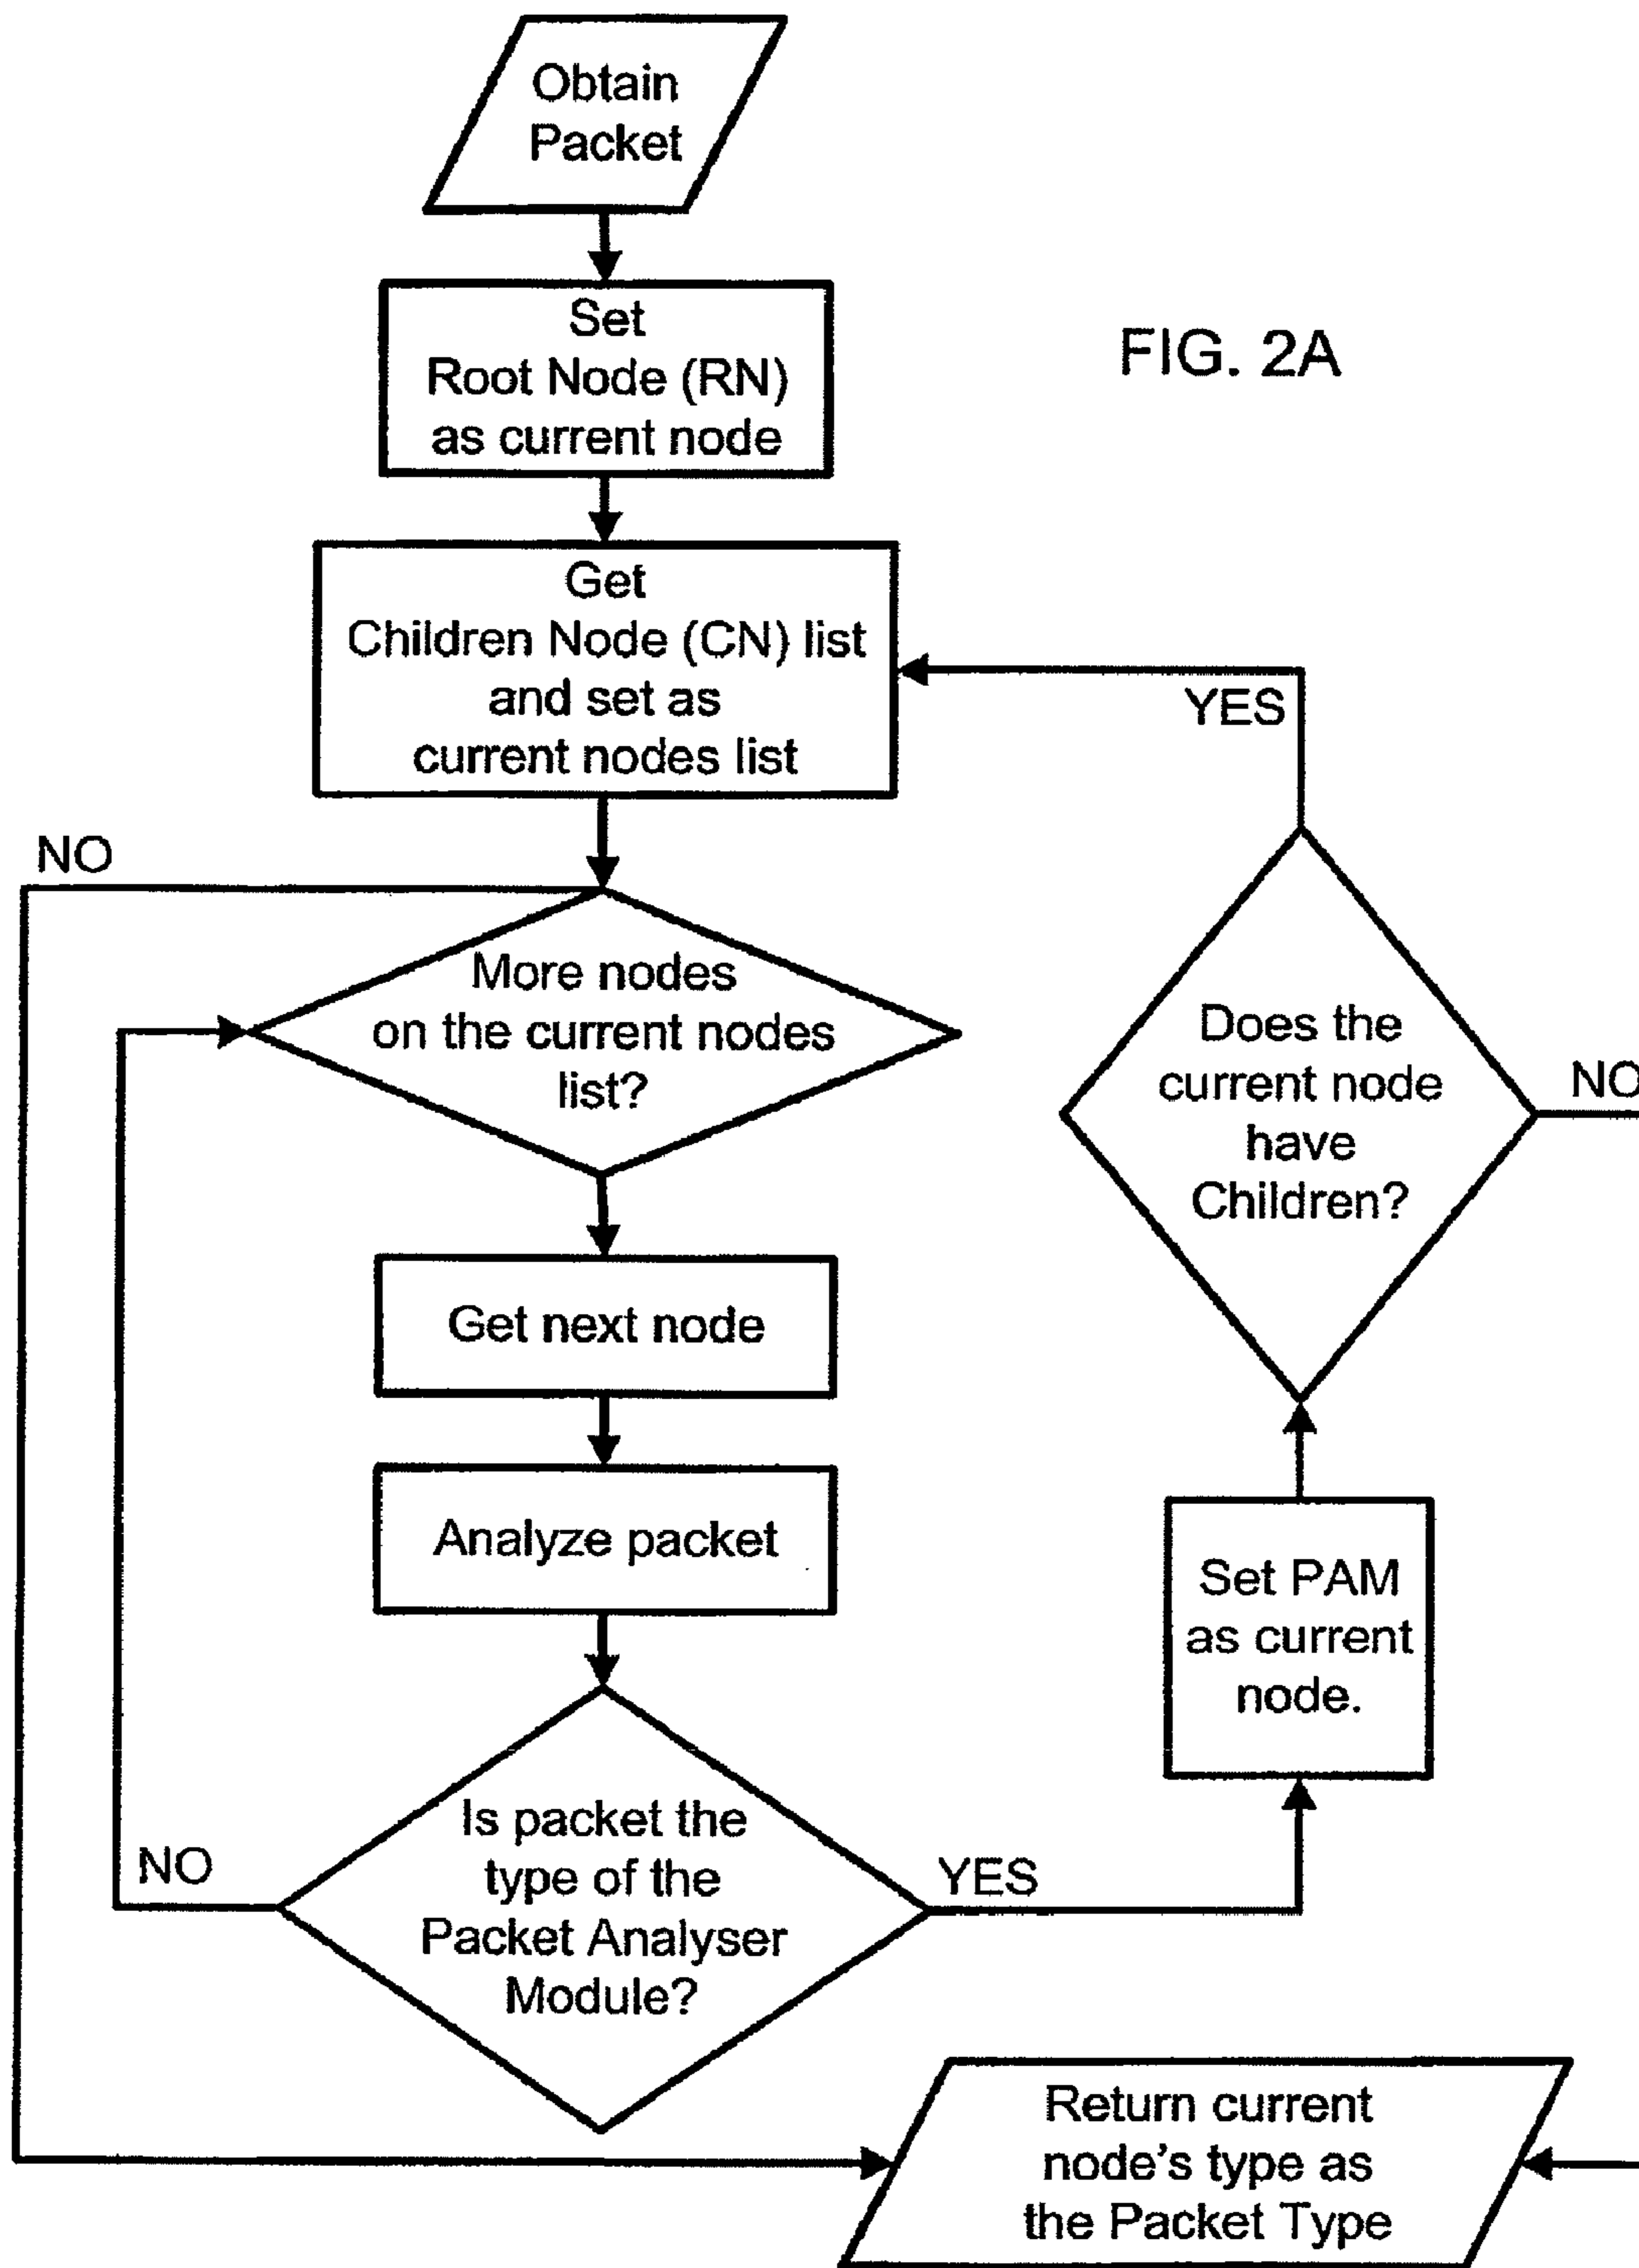 Obtain
Packet
Set
Root Node (RN)
as current node
FIG. 2A
Get
Children Node (CN) list
and set as
current nodes list
YES
NO
More nodes
on the current nodes
list?
Does the
current node
have
Children?
NO
Get next node
Analyze packet
Set PAM
as current
node.
Is packet the
type of the
Packet Analyser
Module?
NO
YES
Return current
node's type as
the Packet Type